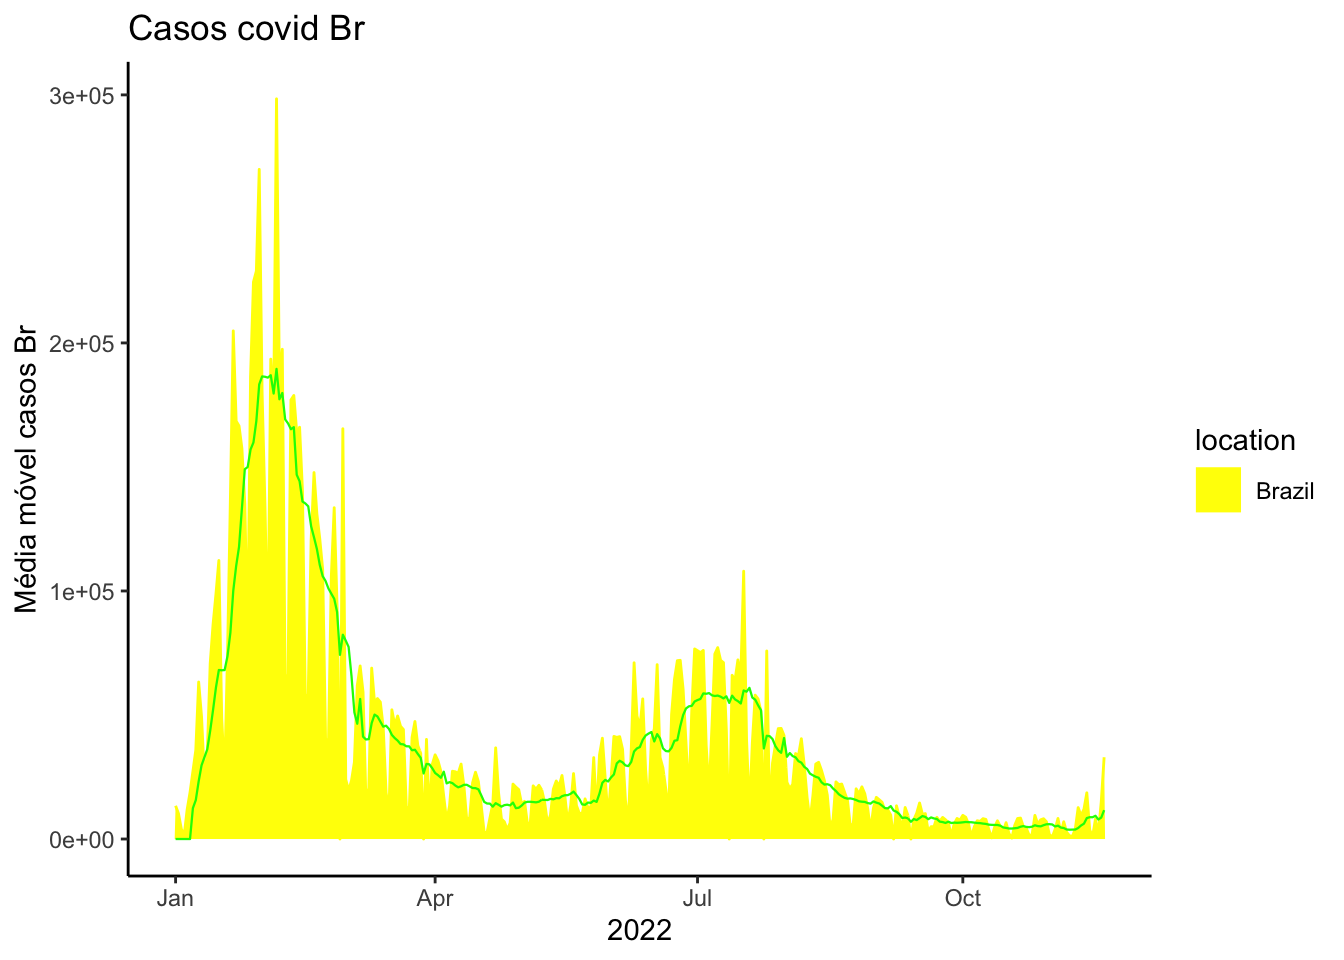 Casos covid Br
Média móvel casos Br
3e+05
2e+05
1e+05
0e+00
Jan
Apr
Jul
Oct
2022
location
Brazil